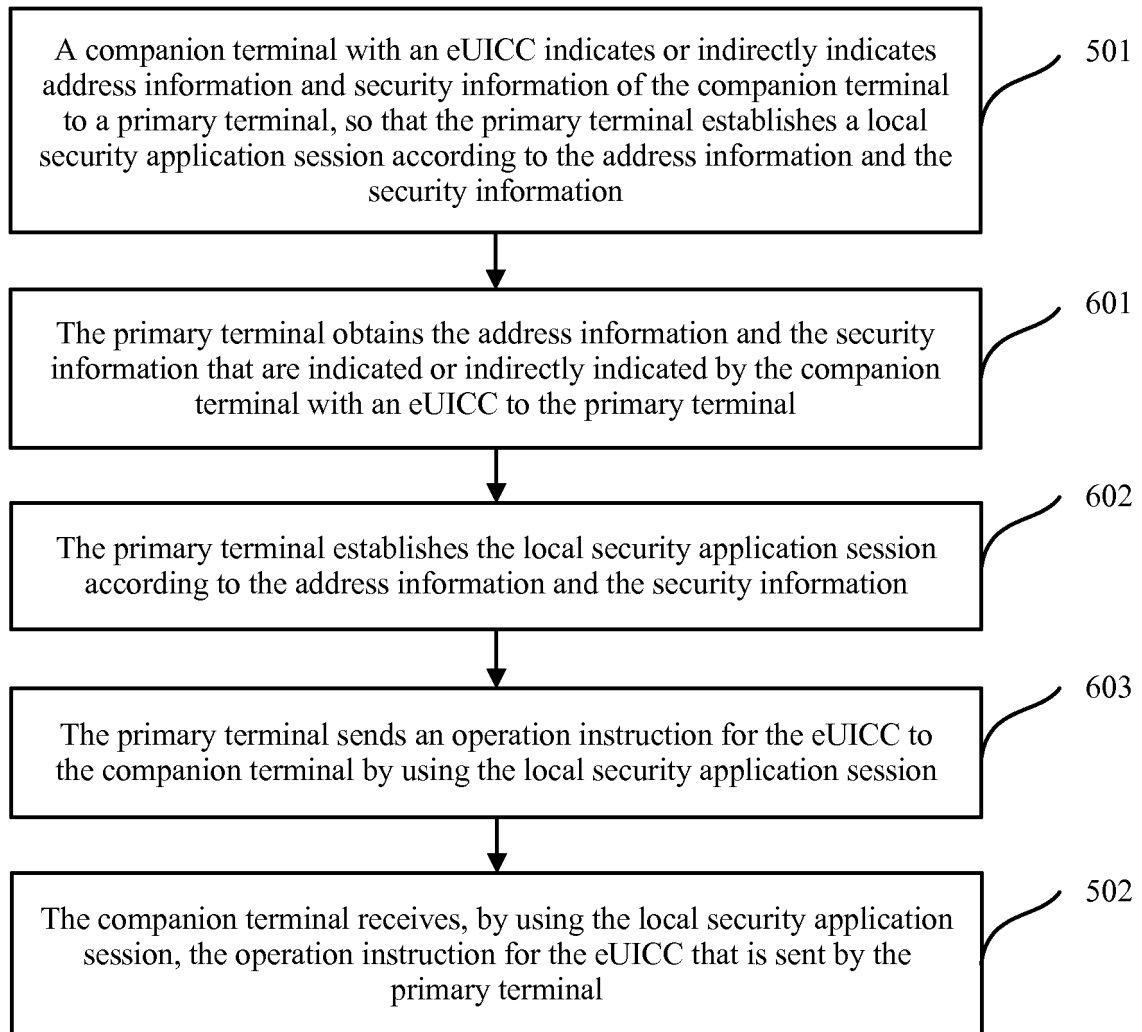 A companion terminal with an eUICC indicates or indirectly indicates
address information and security information of the companion terminal
to a primary terminal, so that the primary terminal establishes a local
security application session according to the address information and the
security information
501
The primary terminal obtains the address information and the security
information that are indicated or indirectly indicated by the companion
terminal with an eUICC to the primary terminal
601
The primary terminal establishes the local security application session
according to the address information and the security information
602
The primary terminal sends an operation instruction for the eUICC to
the companion terminal by using the local security application session
603
The companion terminal receives, by using the local security application
session, the operation instruction for the eUICC that is sent by the
primary terminal
502